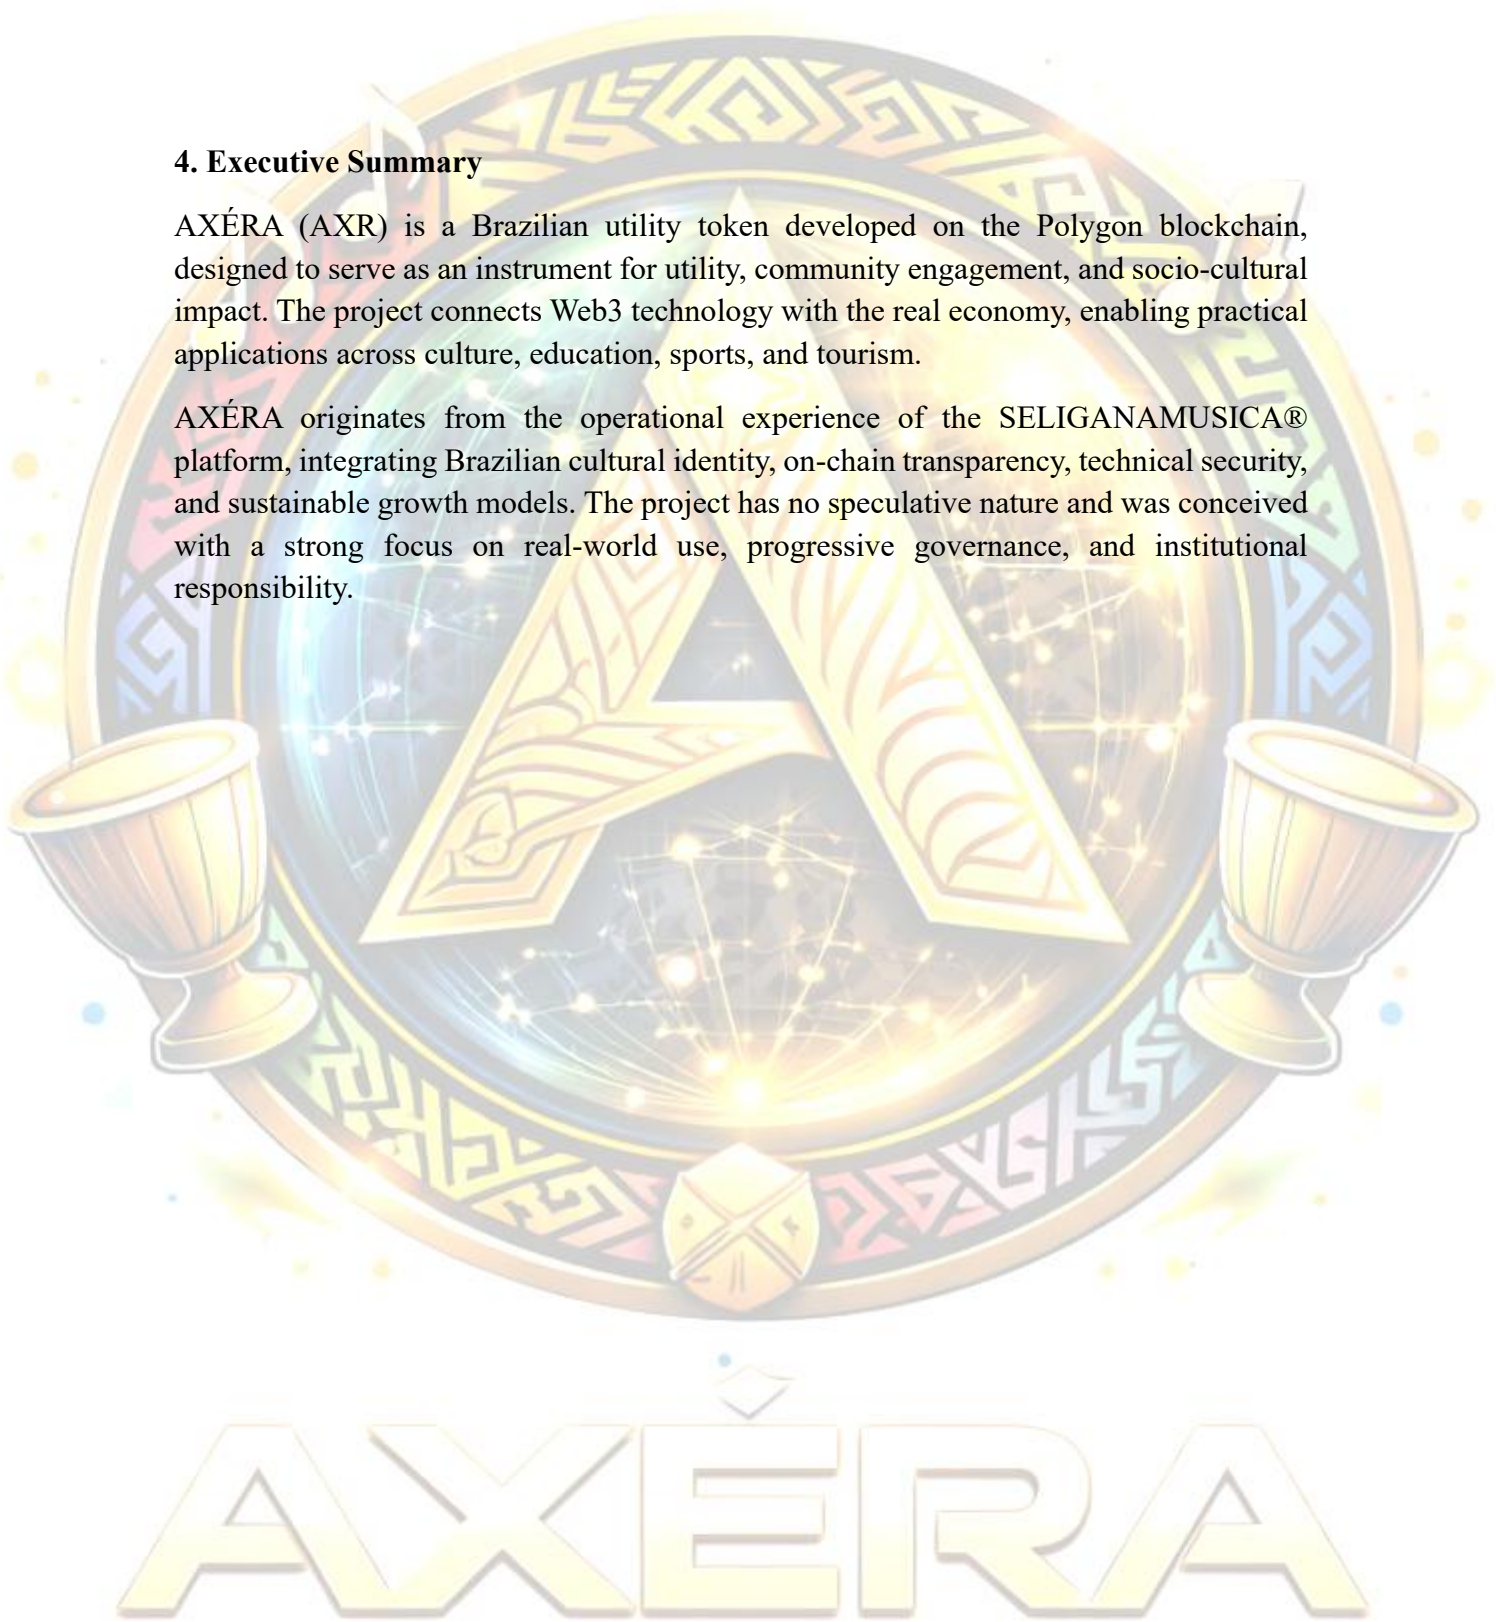 4. Executive Summary
AXÉRA (AXR) is a Brazilian utility token developed on the Polygon blockchain,
designed to serve as an instrument for utility, community engagement, and socio-cultural
impact. The project connects Web3 technology with the real economy, enabling practical
applications across culture, education, sports, and tourism.
AXÉRA originates from the operational experience of the SELIGANAMUSICA®
platform, integrating Brazilian cultural identity, on-chain transparency, technical security,
and sustainable growth models. The project has no speculative nature and was conceived
with a strong focus on real-world use, progressive governance, and institutional
responsibility.
A
AXÉRA